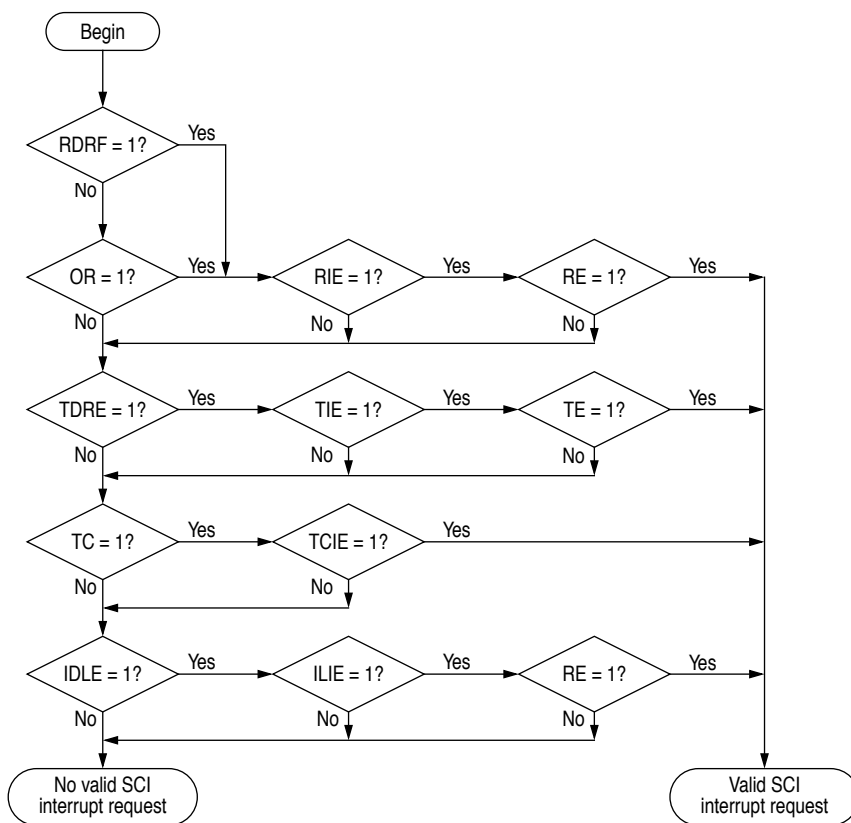 Begin
RDRF = 1?
Yes
No
OR = 1?
Yes
RIE = 1?
Yes
RE = 1?
Yes
No
No
No
TDRE = 1?
Yes
TIE = 1?
Yes
TE = 1?
Yes
No
No
No
TC = 1?
Yes
TCIE = 1?
Yes
No
No
IDLE = 1?
Yes
ILIE = 1?
Yes
RE = 1?
Yes
No
No
No
No valid SCI
interrupt request
Valid SCI
interrupt request